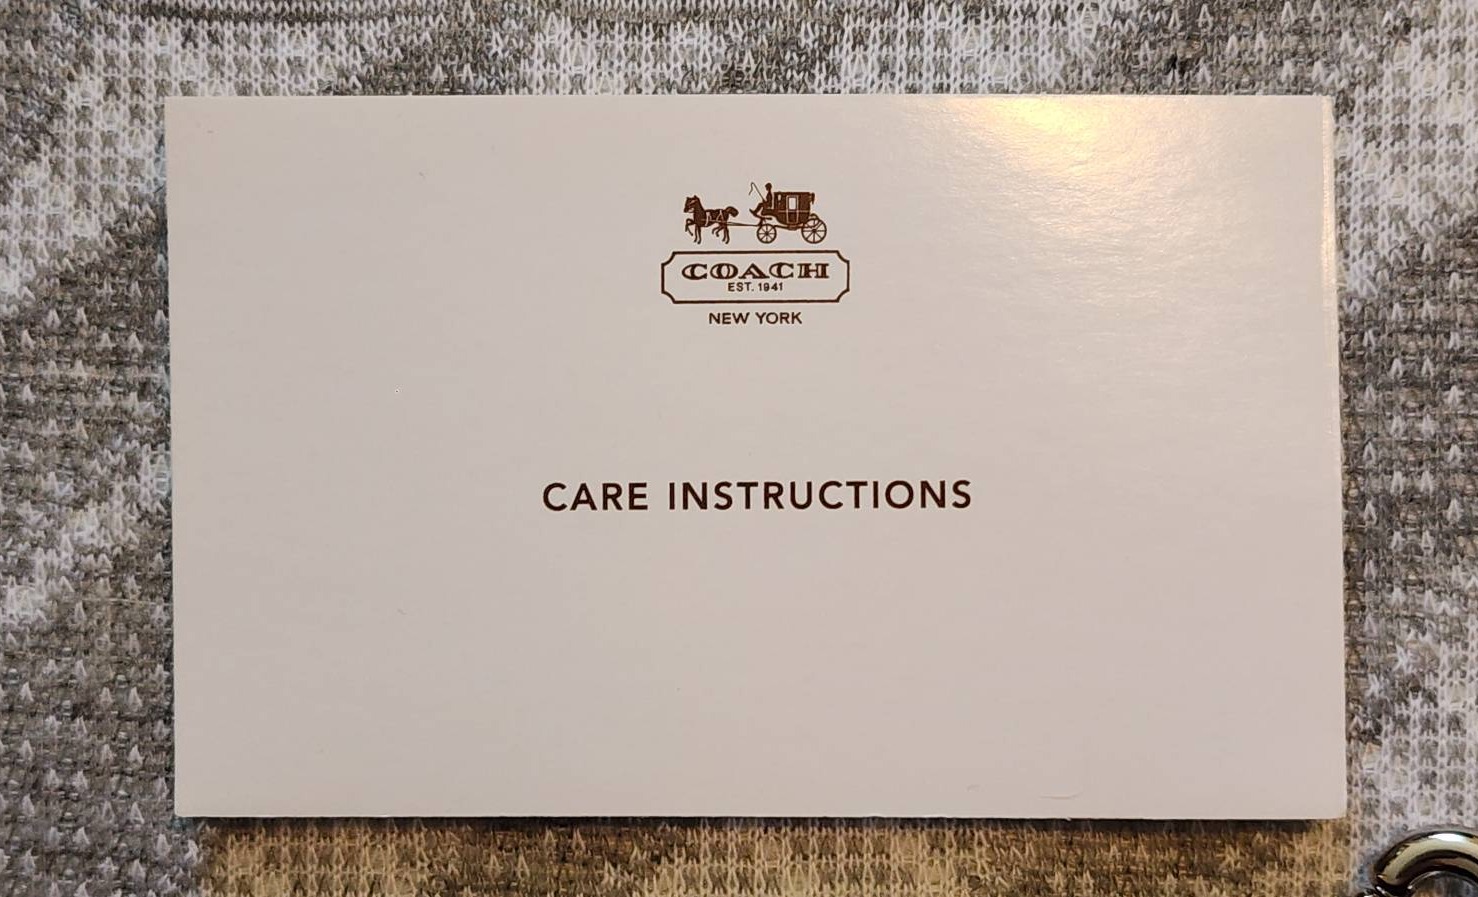 COACH
EST. 1941
NEW YORK
CARE INSTRUCTIONS